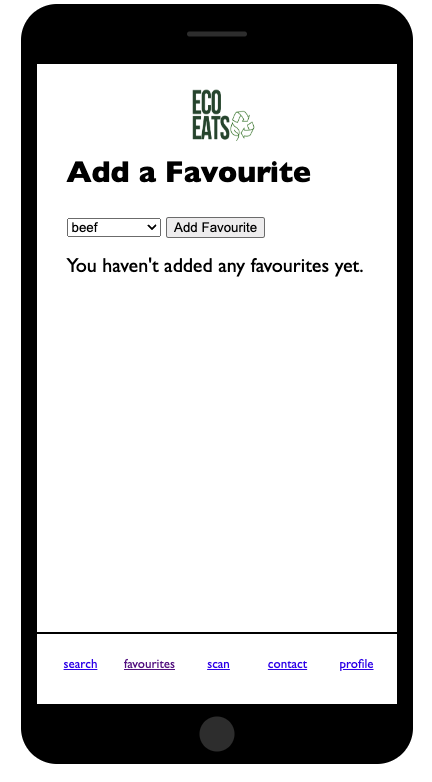 ECO
EATS
Add a Favourite
beef Add Favourite
You haven't added any favourites yet.
search favourites scan contact profile